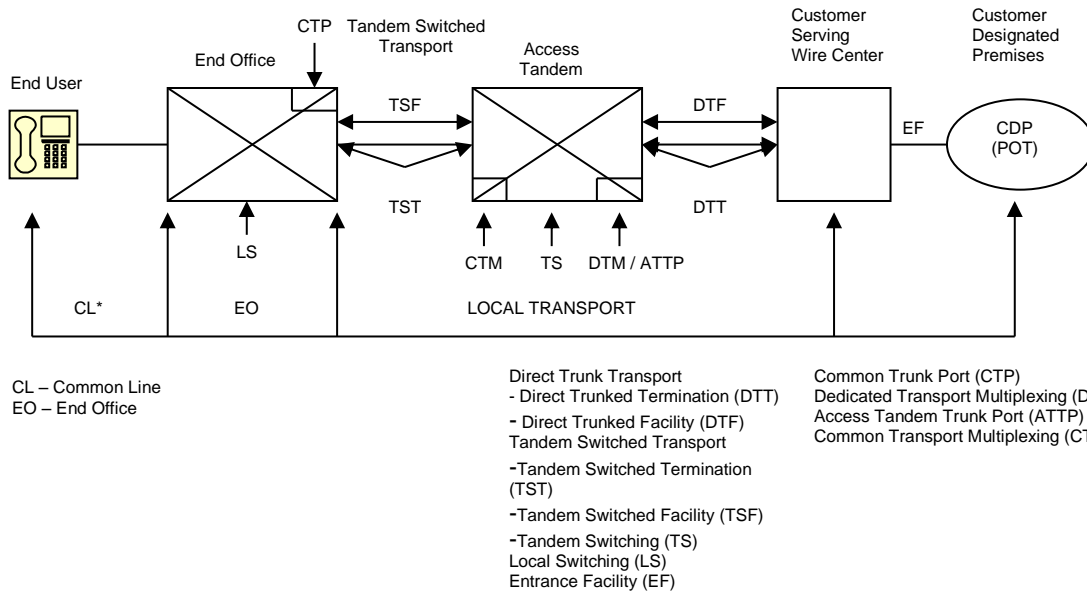 CTP
Tandem Switched
Transport
Customer
Serving
Wire Center
Customer
Designated
Premises
End Office
Access
Tandem
End User
TSF
DTF
EF
CDP
(POT)
TST
DTT
LS
CTM
TS
DTM / ATTP
CL*
EO
LOCAL TRANSPORT
CL – Common Line
EO – End Office
Direct Trunk Transport
- Direct Trunked Termination (DTT)
- Direct Trunked Facility (DTF)
Tandem Switched Transport
-Tandem Switched Termination
(TST)
-Tandem Switched Facility (TSF)
-Tandem Switching (TS)
Local Switching (LS)
Entrance Facility (EF)
Common Trunk Port (CTP)
Dedicated Transport Multiplexing (D
Access Tandem Trunk Port (ATTP)
Common Transport Multiplexing (CT